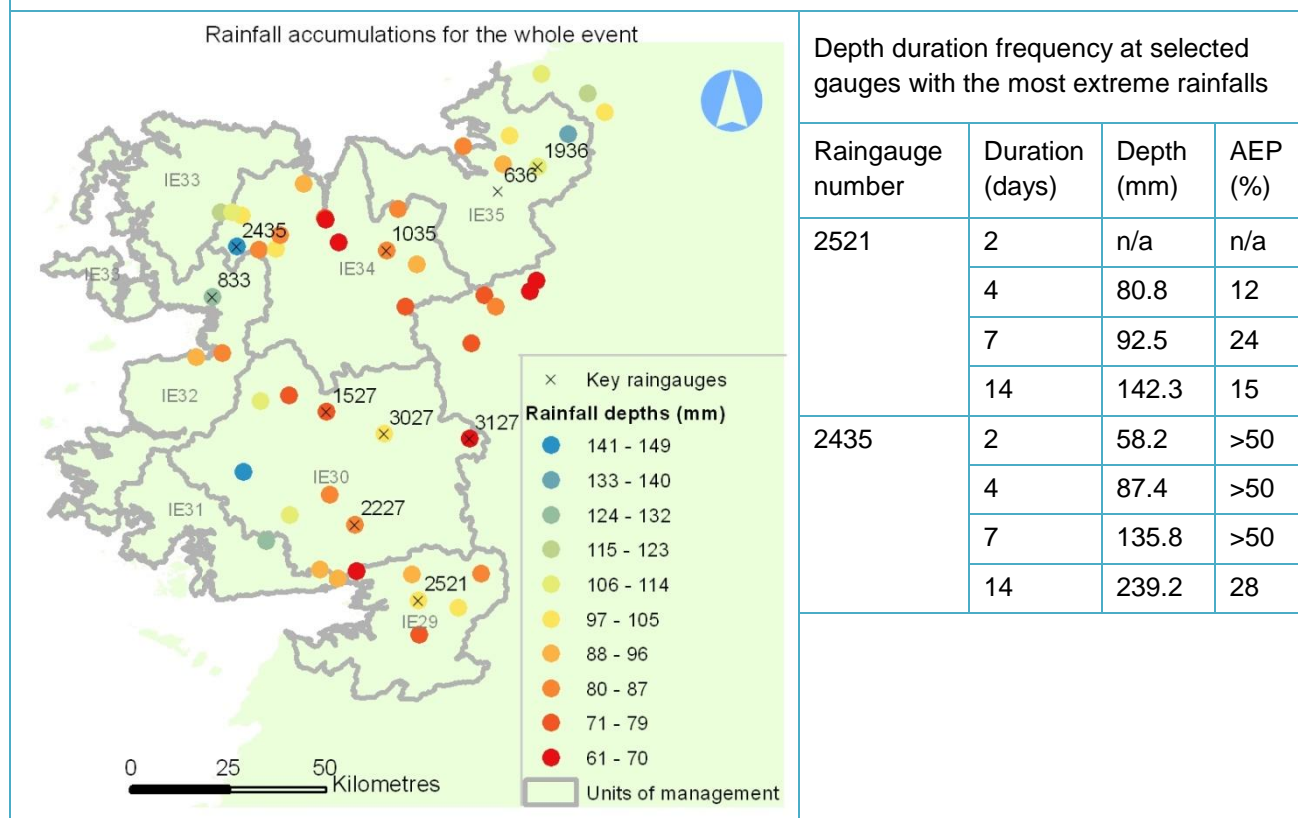 Rainfall accumulations for the whole event
1936
636
IE33
IE35
2435
1035
IE34
IE33
833
IE32
1527
3027
3127
IE30
IE31
2227
2521
IE29
Key raingauges
Rainfall depths (mm)
141 - 149
133 - 140
124 - 132
115 - 123
106 - 114
97 - 105
88 - 96
80 - 87
71 - 79
61 - 70
Units of management
0 25 50 Kilometres
Depth duration frequency at selected
gauges with the most extreme rainfalls
Raingauge Duration Depth AEP
number (days) (mm) (%)
2521 2 n/a n/a
4 80.8 12
7 92.5 24
14 142.3 15
2435 2 58.2 >50
4 87.4 >50
7 135.8 >50
14 239.2 28